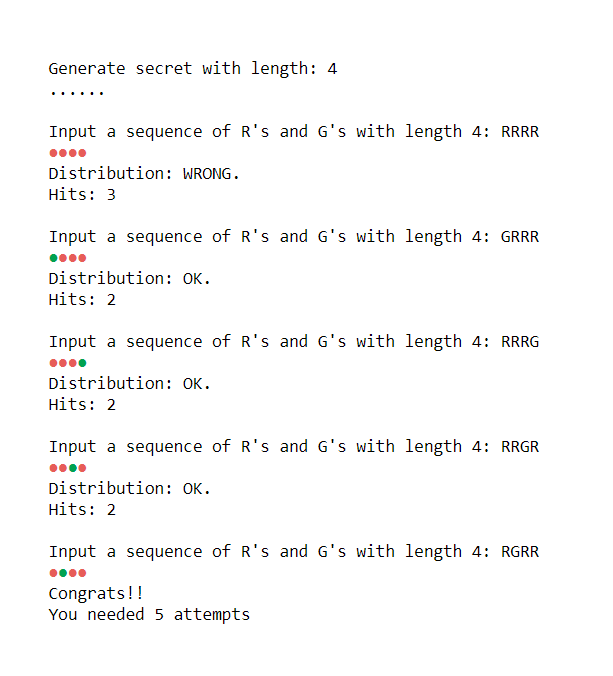 Generate secret with length: 4
......
Input a sequence of R's and G's with length 4: RRRR
Distribution: WRONG.
Hits: 3
Input a sequence of R's and G's with length 4: GRRR
Distribution: OK.
Hits: 2
Input a sequence of R's and G's with length 4: RRRG
Distribution: OK.
Hits: 2
Input a sequence of R's and G's with length 4: RRGR
Distribution: OK.
Hits: 2
Input a sequence of R's and G's with length 4: RGRR
Congrats!!
You needed 5 attempts